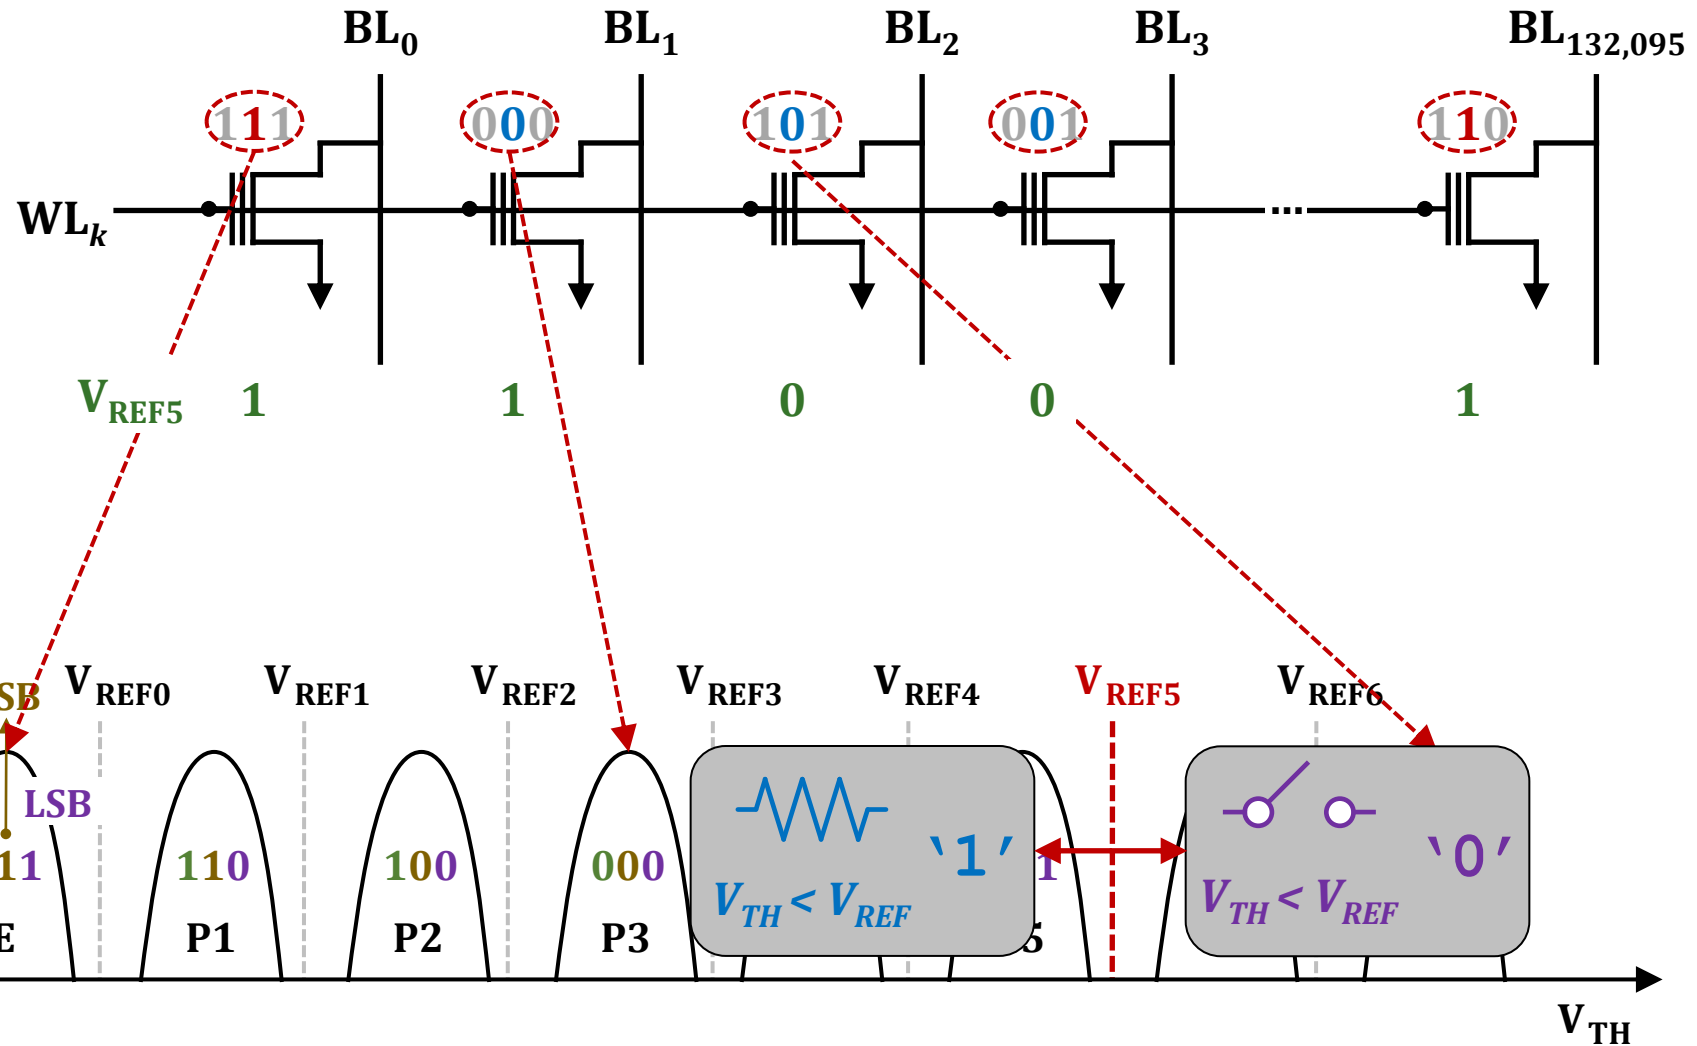 BL0 BL1 BL2 BL3 BL132,095
111 000 101 001 110
WLk ...
VREF5 1 1 0 0 1
SB VREF0 VREF1 VREF2 VREF3 VREF4 VREF5 VREF6
LSB
11 110 100 000 ‵1′ 1 ‵0′
VTH < VREF VTH < VREF
E P1 P2 P3 5
VTH